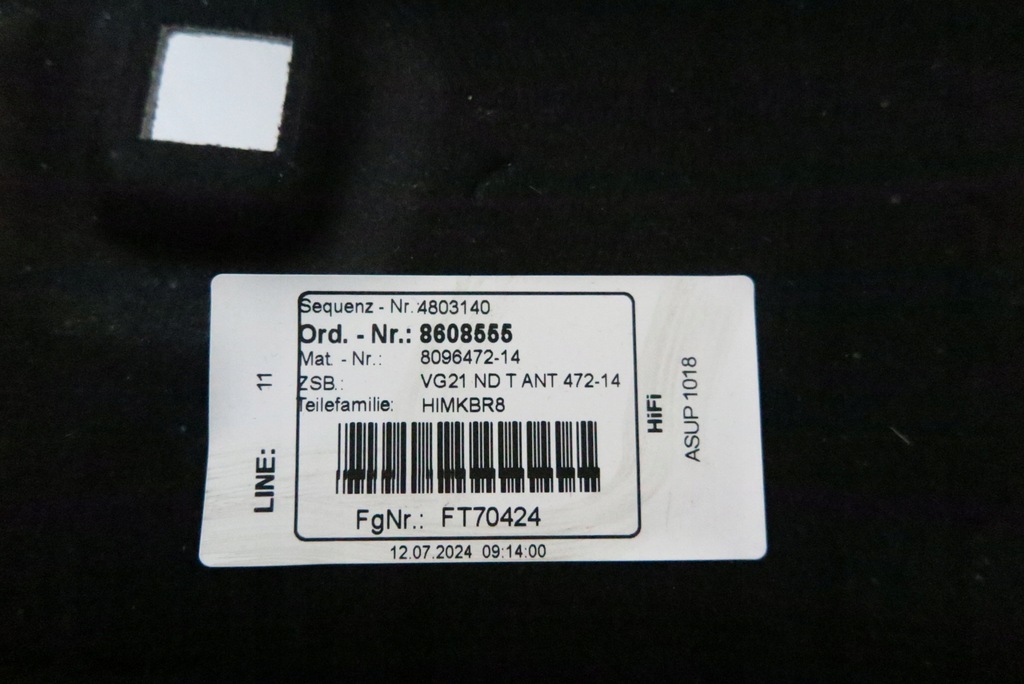 Sequenz - Nr.:4803140
Ord. - Nr.: 8608555
Mat. - Nr.: 8096472-14
ZSB.: VG21 ND T ANT 472-14
Teilefamilie: HIMKBR8
FgNr.: FT70424
12.07.2024 09:14:00
LINE: 11
HiFi
ASUP 1018